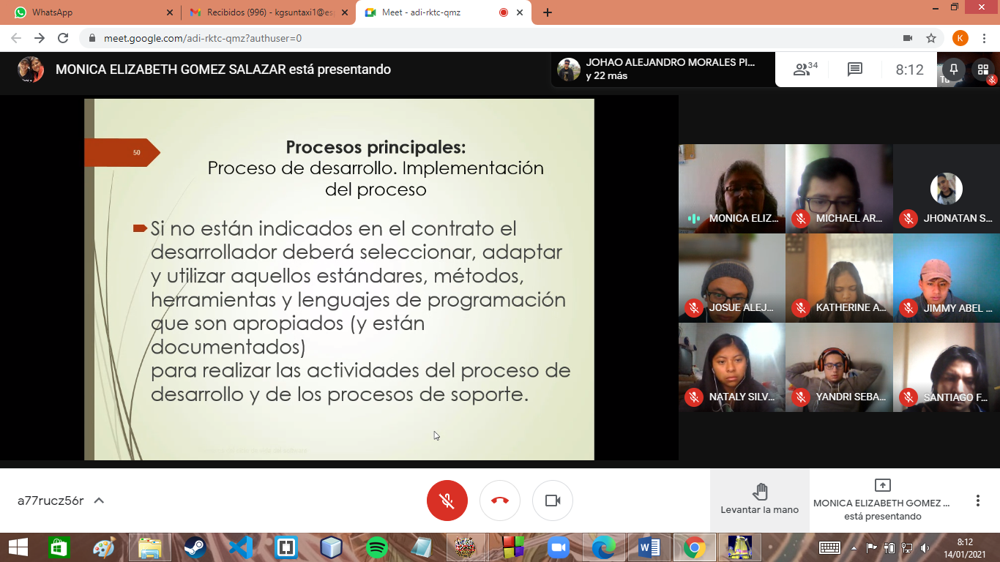 WhatsApp
Recibidos (996) - kgsuntaxi1@es
Meet - adi-rktc-qmz
meet.google.com/adi-rktc-qmz?authuser=0
K
MONICA ELIZABETH GOMEZ SALAZAR está presentando
JOHAO ALEJANDRO MORALES PI...
y 22 más
34
8:12
Tú
50
Procesos principales:
Proceso de desarrollo. Implementación
del proceso
Si no están indicados en el contrato el
desarrollador deberá seleccionar, adaptar
y utilizar aquellos estándares, métodos,
herramientas y lenguajes de programación
que son apropiados (y están
documentados)
para realizar las actividades del proceso de
desarrollo y de los procesos de soporte.
MONICA ELIZ...
MICHAEL AR...
JHONATAN S...
JOSUE ALEJ...
KATHERINE A...
JIMMY ABEL ...
NATALY SILV...
YANDRI SEBA...
SANTIAGO F...
a77rucz56r
Levantar la mano
MONICA ELIZABETH GOMEZ ...
está presentando
8:12
14/01/2021